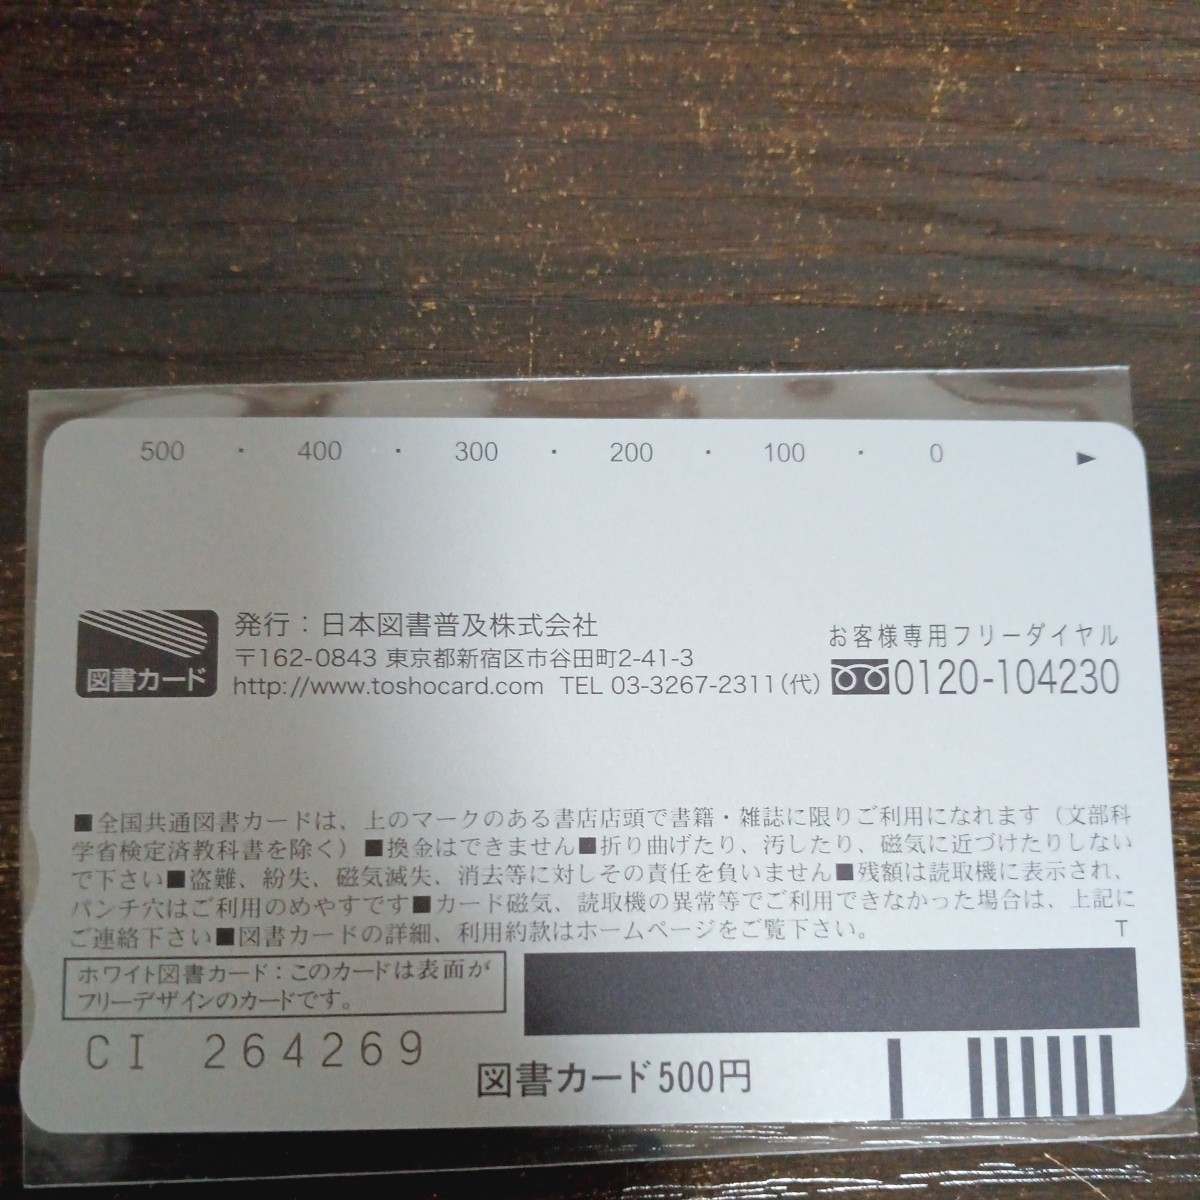 500 ・ 400 ・ 300 ・ 200 ・ 100 ・ 0 ▶
図書カード
発行：日本図書普及株式会社
〒162-0843 東京都新宿区市谷田町2-41-3
http://www.toshocard.com TEL 03-3267-2311(代)
お客様専用フリーダイヤル
0120-104230
■全国共通図書カードは、上のマークのある書店店頭で書籍・雑誌に限りご利用になれます（文部科
学省検定済教科書を除く）■換金はできません■折り曲げたり、汚したり、磁気に近づけたりしない
で下さい■盗難、紛失、磁気滅失、消去等に対しその責任を負いません■残額は読取機に表示され、
パンチ穴はご利用のめやすです■カード磁気、読取機の異常等でご利用できなかった場合は、上記に
ご連絡下さい■図書カードの詳細、利用約款はホームページをご覧下さい。 T
ホワイト図書カード：このカードは表面が
フリーデザインのカードです。
CI 264269
図書カード500円